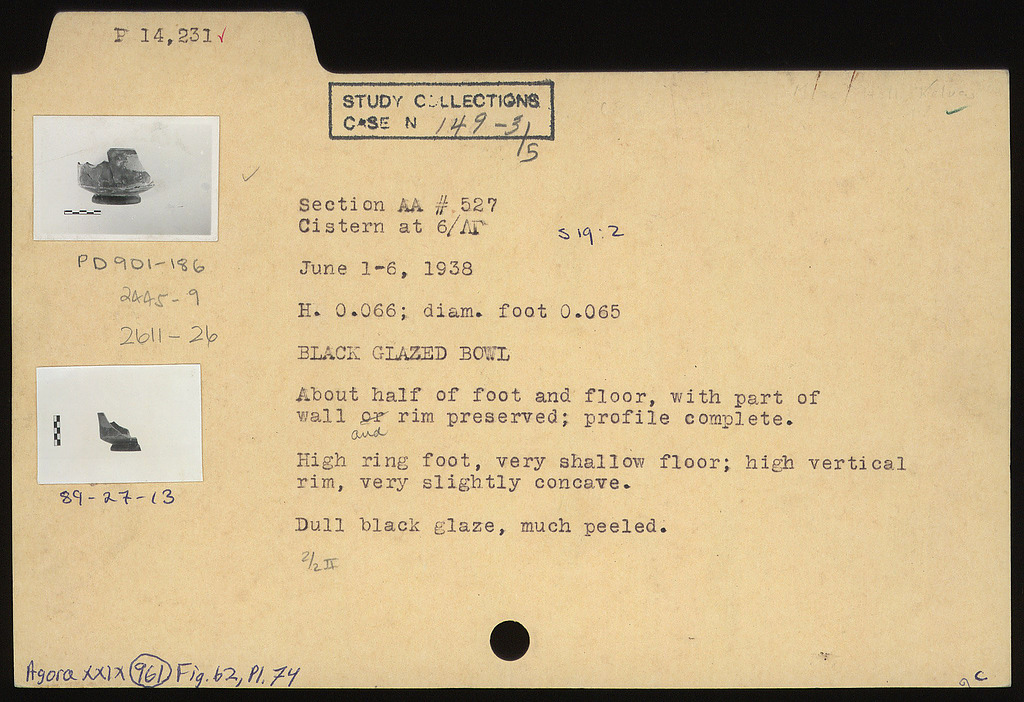 P 14,231✓
STUDY COLLECTIONS
CASE N 149-31/5
Section AA # 527
Cistern at 6/ΛΓ
S 19:2
June 1-6, 1938
H. 0.066; diam. foot 0.065
BLACK GLAZED BOWL
About half of foot and floor, with part of
wall or rim preserved; profile complete.
and
High ring foot, very shallow floor; high vertical
rim, very slightly concave.
Dull black glaze, much peeled.
2/2 II
PD901-186
2445-9
2611-26
89-27-13
Agora XXIX 961 Fig. 62, Pl. 74
C